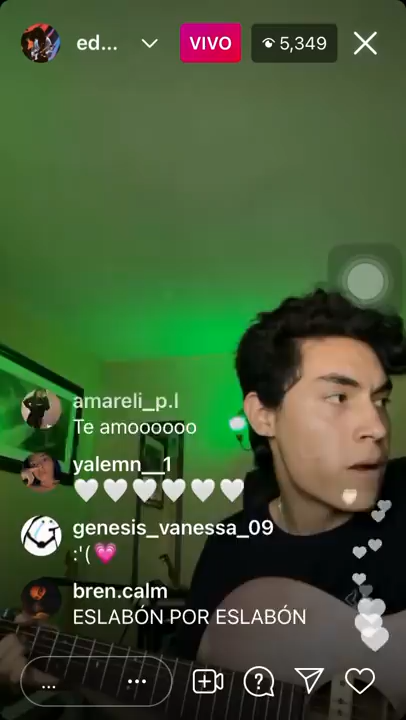 ed...
VIVO
5,349
amareli_p.l
Te amoooooo
yalemn__1
🤍🤍🤍🤍🤍🤍
genesis_vanessa_09
:'(💗
bren.calm
ESLABÓN POR ESLABÓN
...